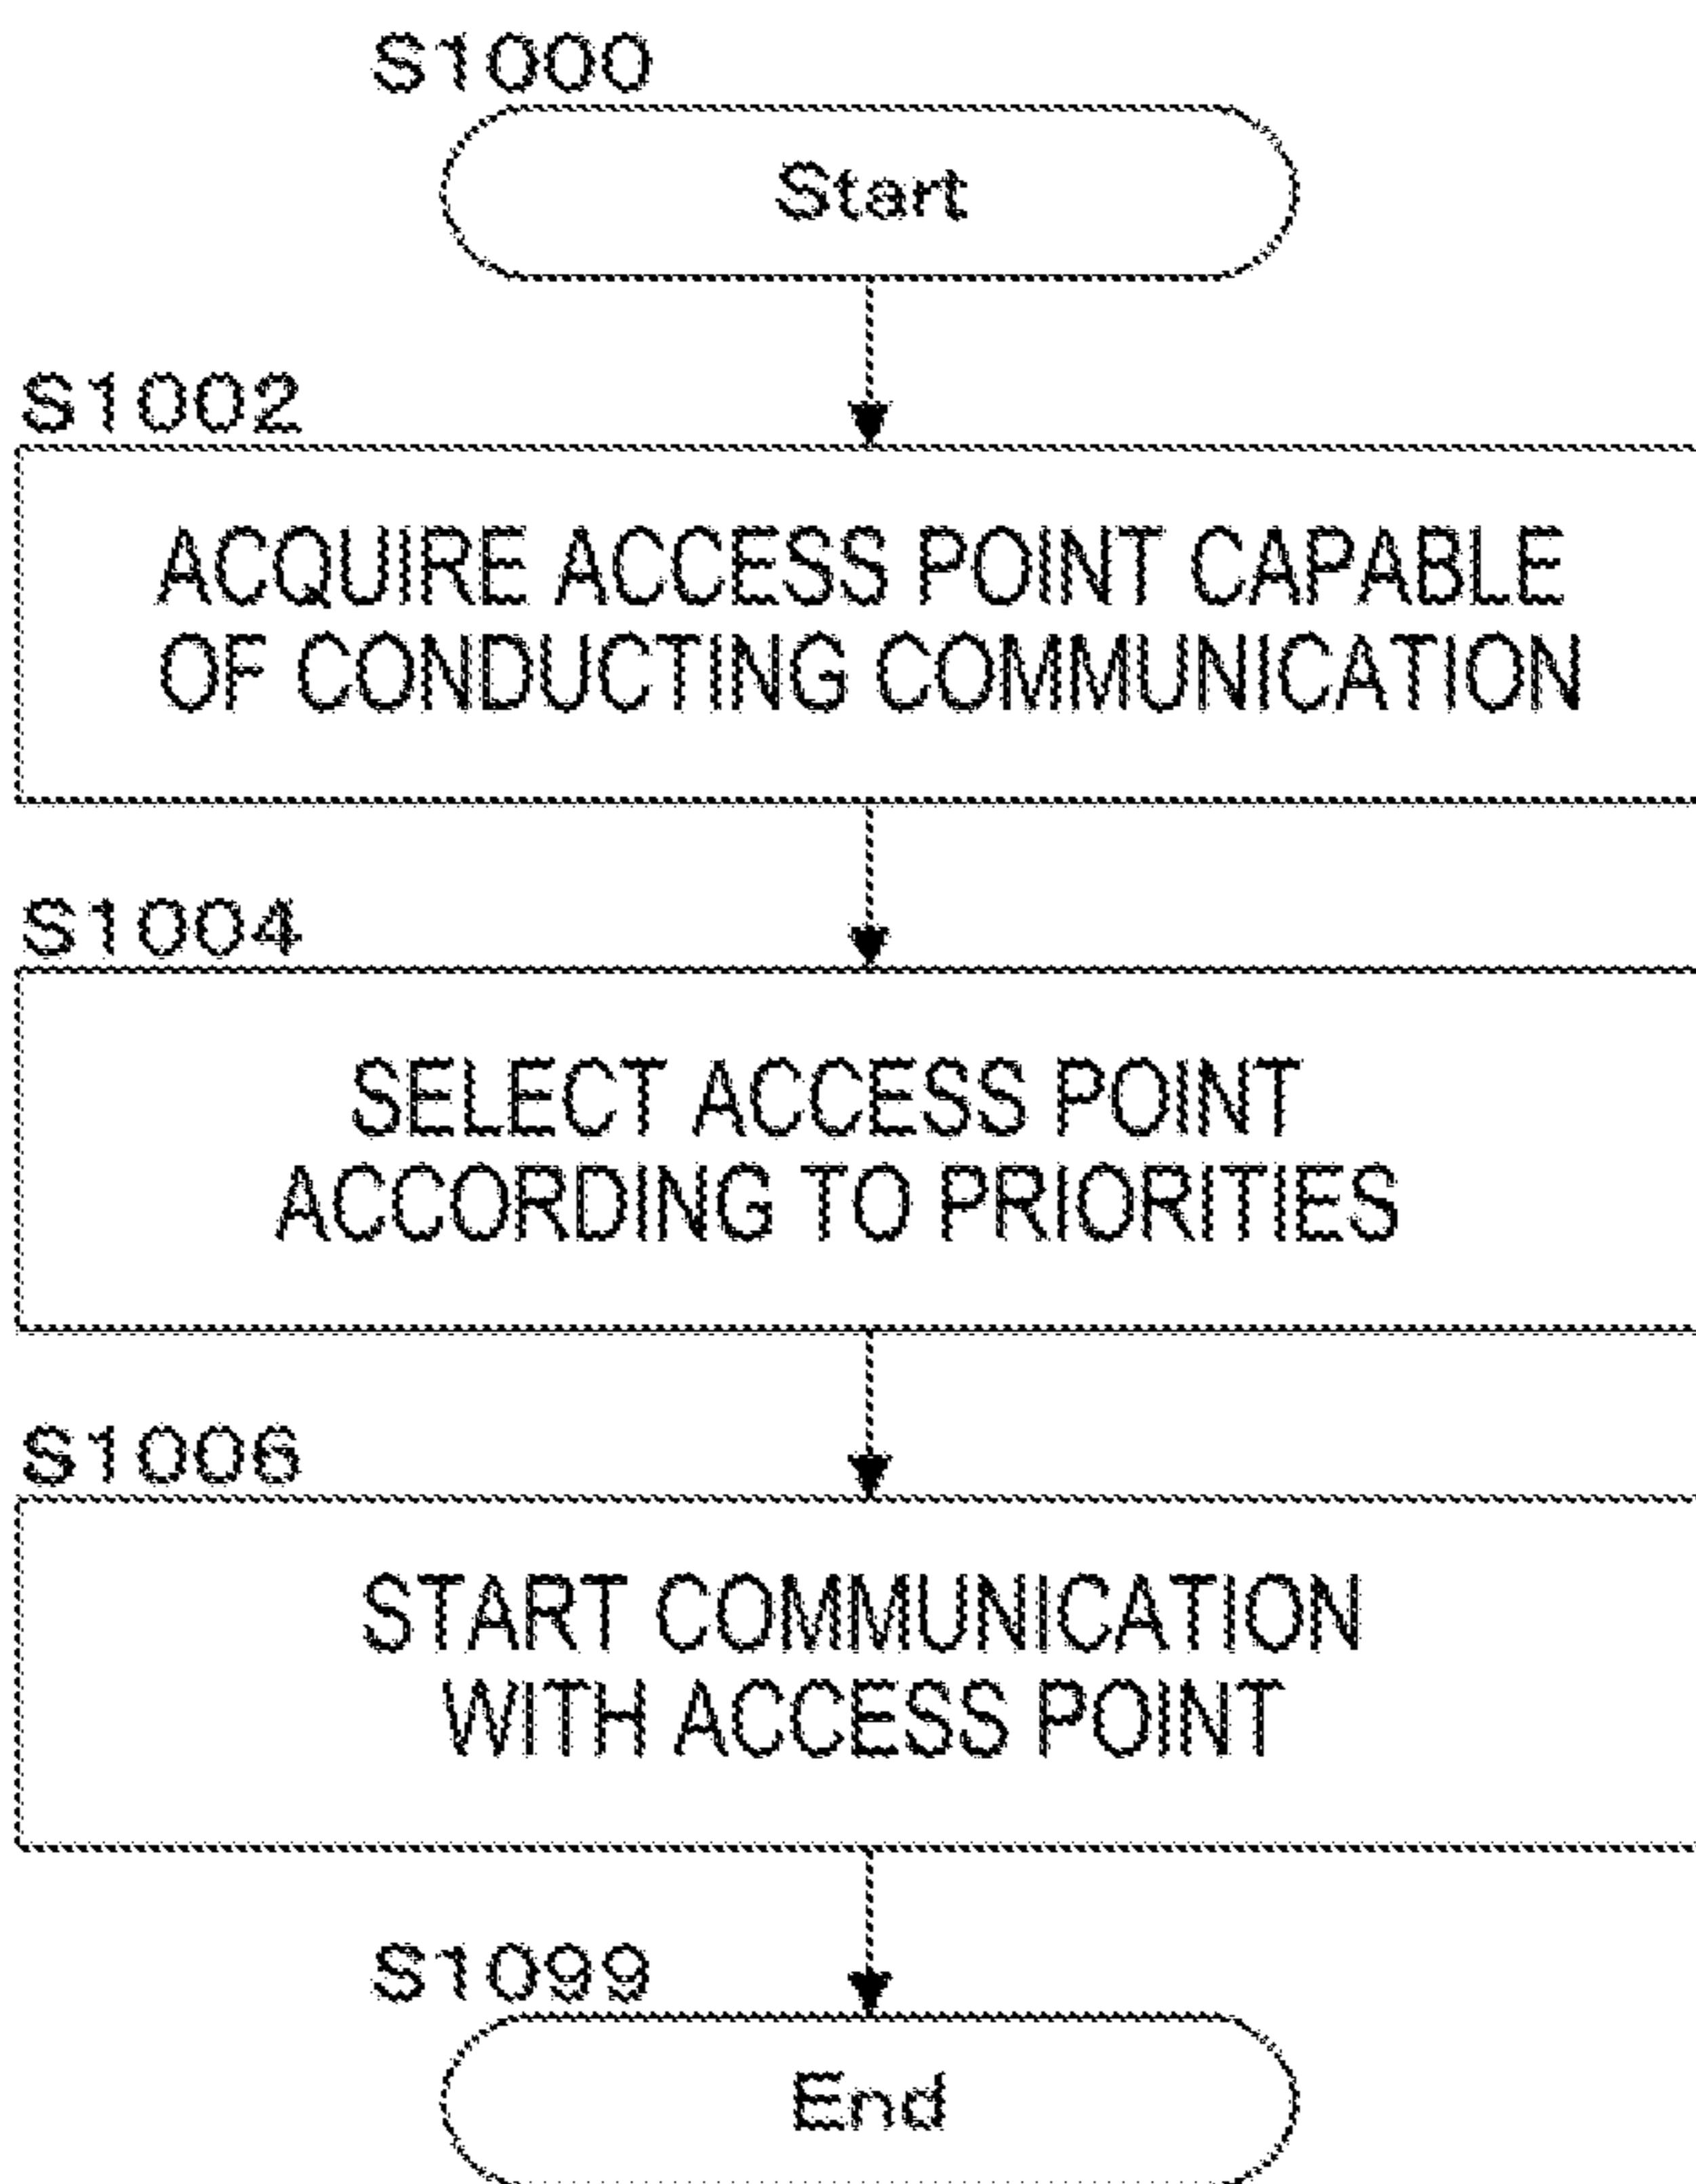 S1000
Start
S1002
ACQUIRE ACCESS POINT CAPABLE
OF CONDUCTING COMMUNICATION
S1004
SELECT ACCESS POINT
ACCORDING TO PRIORITIES
S1006
START COMMUNICATION
WITH ACCESS POINT
S1099
End